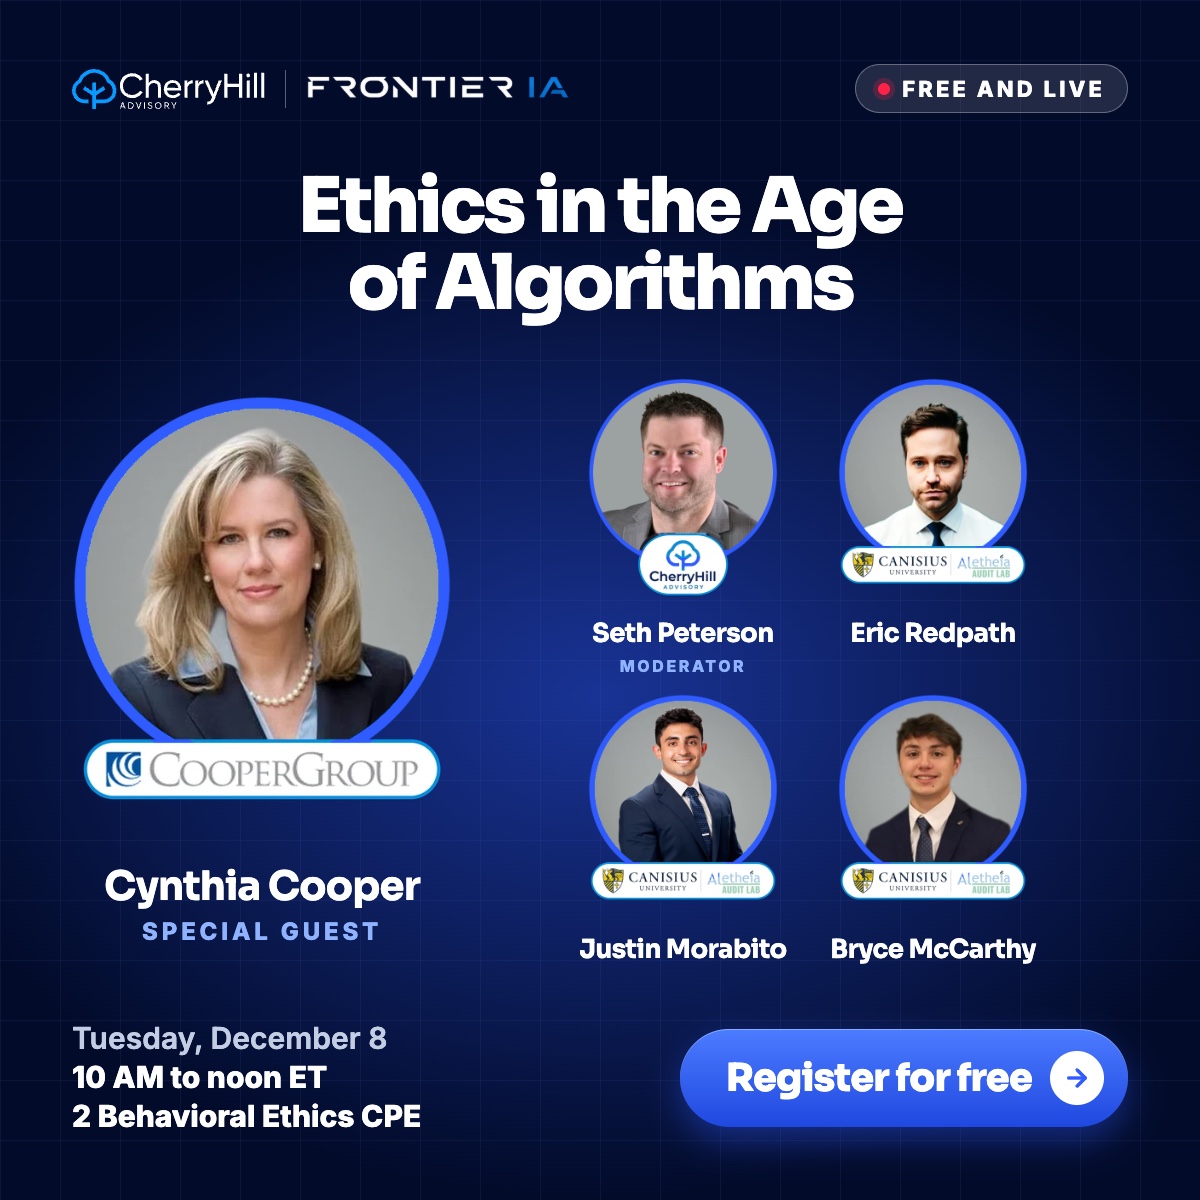 CherryHill
ADVISORY
FRONTIER IA
FREE AND LIVE
Ethics in the Age
of Algorithms
COOPERGROUP
Cynthia Cooper
SPECIAL GUEST
CherryHill
ADVISORY
Seth Peterson
MODERATOR
CANISIUS
UNIVERSITY
Aletheia
AUDIT LAB
Eric Redpath
CANISIUS
UNIVERSITY
Aletheia
AUDIT LAB
Justin Morabito
CANISIUS
UNIVERSITY
Aletheia
AUDIT LAB
Bryce McCarthy
Tuesday, December 8
10 AM to noon ET
2 Behavioral Ethics CPE
Register for free